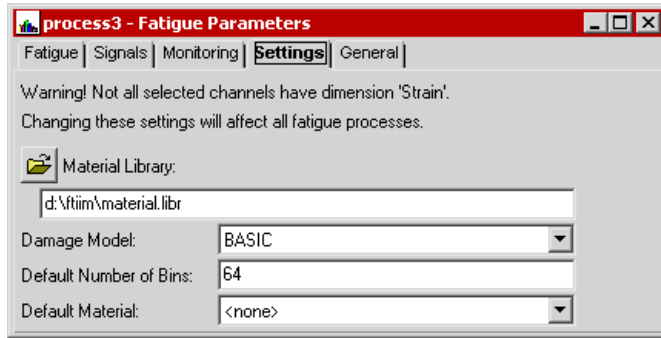 process3 - Fatigue Parameters
Fatigue Signals Monitoring Settings General
Warning! Not all selected channels have dimension 'Strain'.
Changing these settings will affect all fatigue processes.
Material Library:
d:\ftiim\material.libr
Damage Model: BASIC
Default Number of Bins: 64
Default Material: <none>